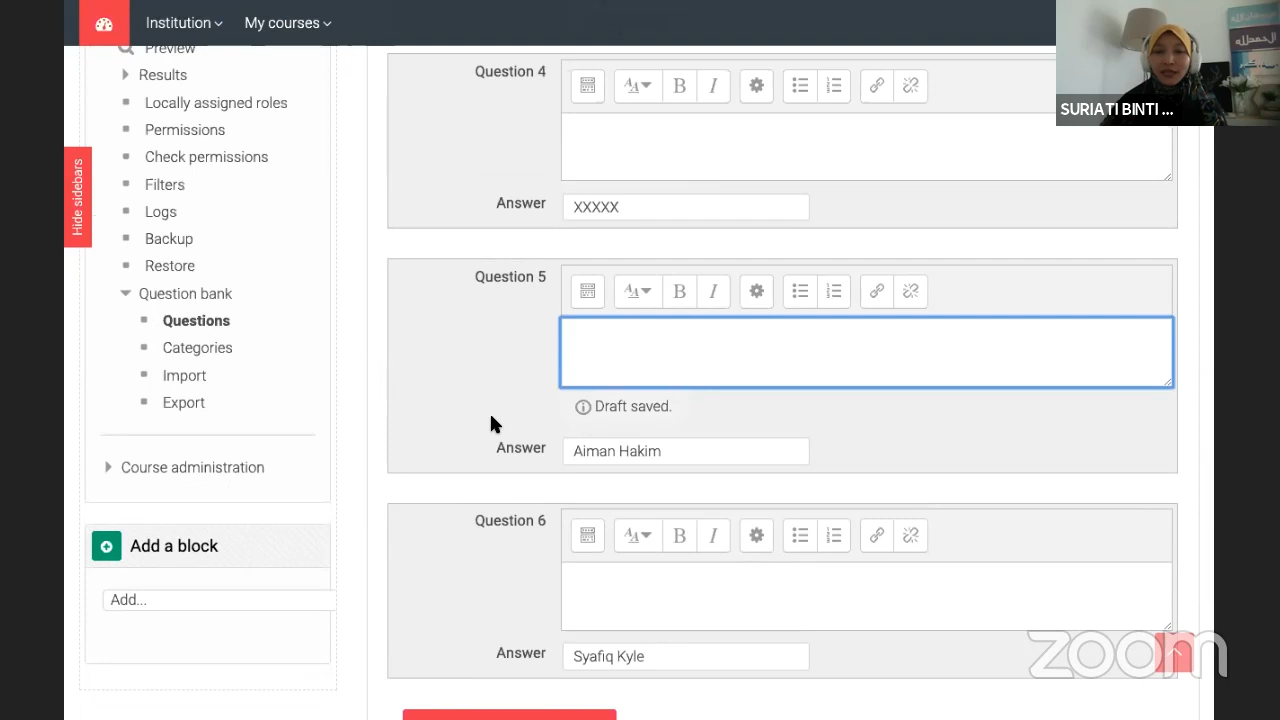 Institution
My courses
Preview
Results
Locally assigned roles
Permissions
Check permissions
Filters
Logs
Backup
Restore
Question bank
Questions
Categories
Import
Export
Course administration
Add a block
Add...
Hide sidebars
Question 4
B I
Answer
XXXXX
Question 5
B I
Draft saved.
Answer
Aiman Hakim
Question 6
B I
Answer
Syafiq Kyle
SURIATI BINTI ...
الحمدلله
zoom